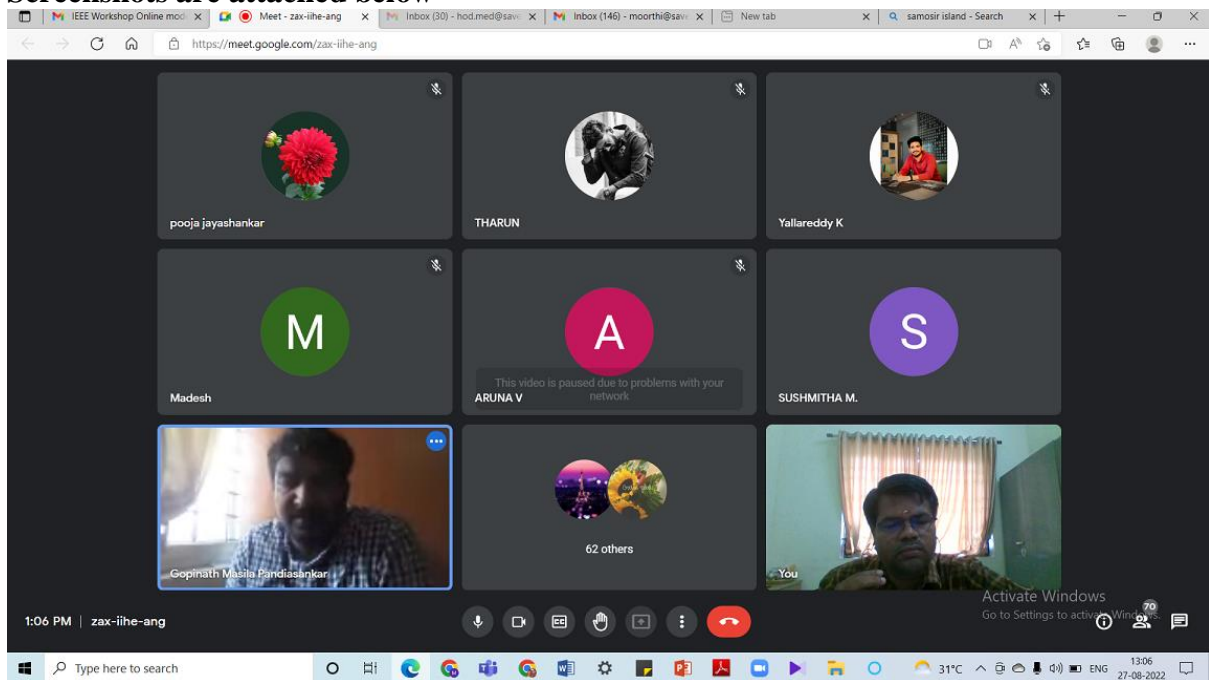 Screenshots are attached below
IEEE Workshop Online mod
Meet - zax-iihe-ang
Inbox (30) - hod.med@save
Inbox (146) - moorthi@save
New tab
samosir island - Search
https://meet.google.com/zax-iihe-ang
pooja jayashankar
THARUN
Yallareddy K
M
A
S
This video is paused due to problems with your
network
Madesh
ARUNA V
SUSHMITHA M.
62 others
Gopinath Masila Pandiasankar
You
Activate Windows
Go to Settings to activate Windows.
70
1:06 PM | zax-iihe-ang
Type here to search
31°C
ENG
13:06
27-08-2022